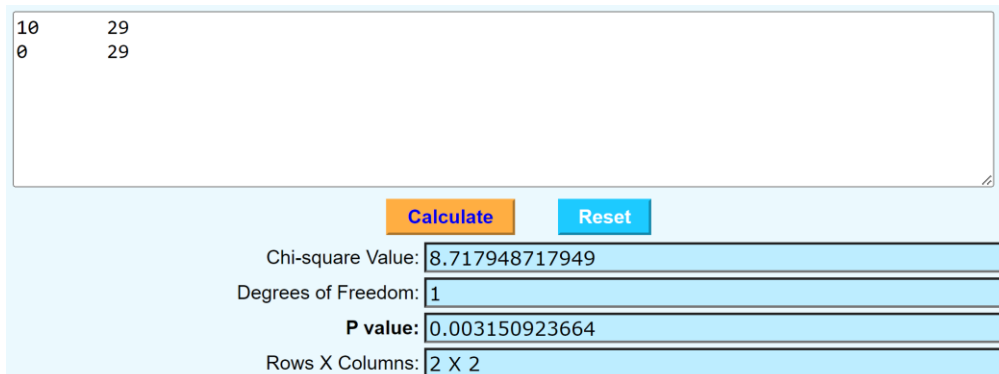 10 29
0 29
Calculate Reset
Chi-square Value: 8.717948717949
Degrees of Freedom: 1
P value: 0.003150923664
Rows X Columns: 2 X 2